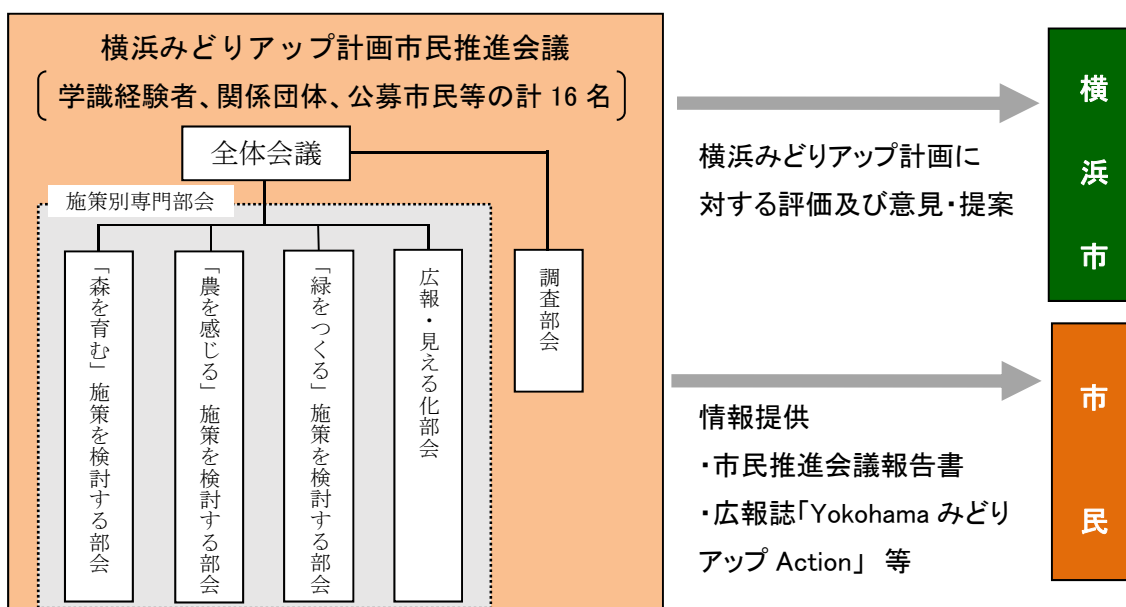 横浜みどりアップ計画市民推進会議
学識経験者、関係団体、公募市民等の計 16 名
全体会議
施策別専門部会
「森を育む」施策を検討する部会
「農を感じる」施策を検討する部会
「緑をつくる」施策を検討する部会
広報・見える化部会
調査部会
横浜みどりアップ計画に
対する評価及び意見・提案
横浜市
情報提供
・市民推進会議報告書
・広報誌「Yokohama みどり
アップ Action」 等
市民